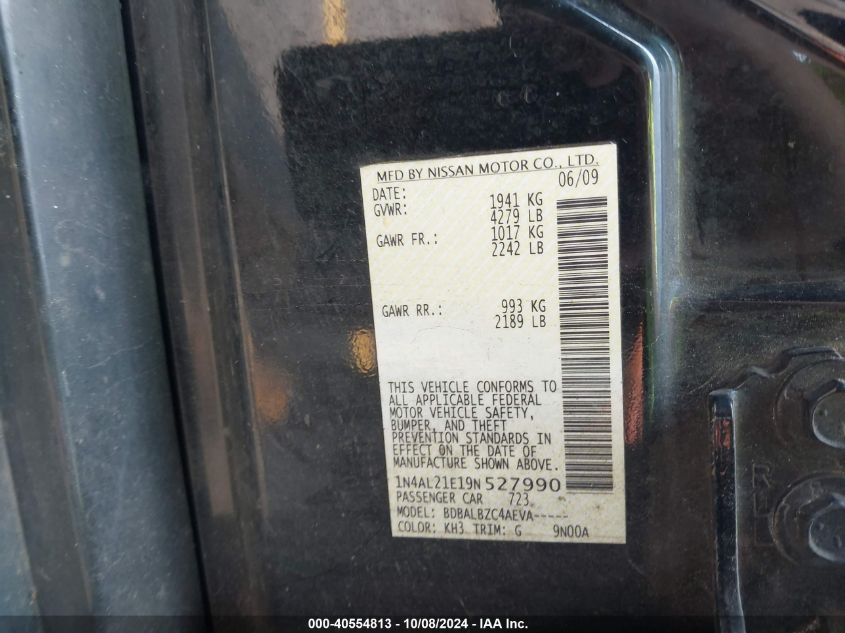 MFD BY NISSAN MOTOR CO., LTD.
DATE: 06/09
GVWR: 1941 KG
4279 LB
GAWR FR.: 1017 KG
2242 LB
GAWR RR.: 993 KG
2189 LB
THIS VEHICLE CONFORMS TO
ALL APPLICABLE FEDERAL
MOTOR VEHICLE SAFETY,
BUMPER, AND THEFT
PREVENTION STANDARDS IN
EFFECT ON THE DATE OF
MANUFACTURE SHOWN ABOVE.
1N4AL21E19N527990
PASSENGER CAR 723
MODEL: BDBALBZC4AEVA-----
COLOR: KH3 TRIM: G 9N00A
000-40554813 - 10/08/2024 - IAA Inc.